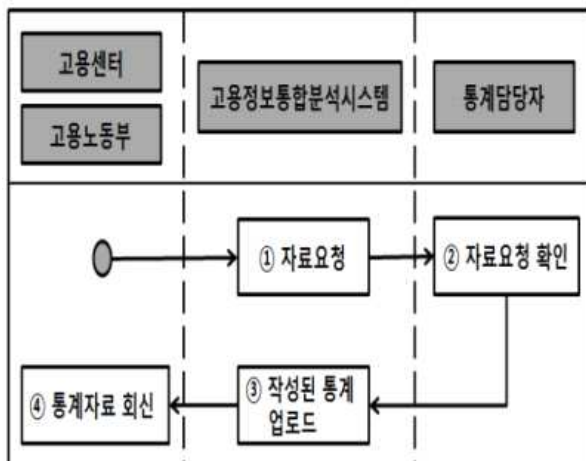 고용센터
고용정보통합분석시스템
통계담당자
고용노동부
① 자료요청
② 자료요청 확인
④ 통계자료 회신
③ 작성된 통계
업로드